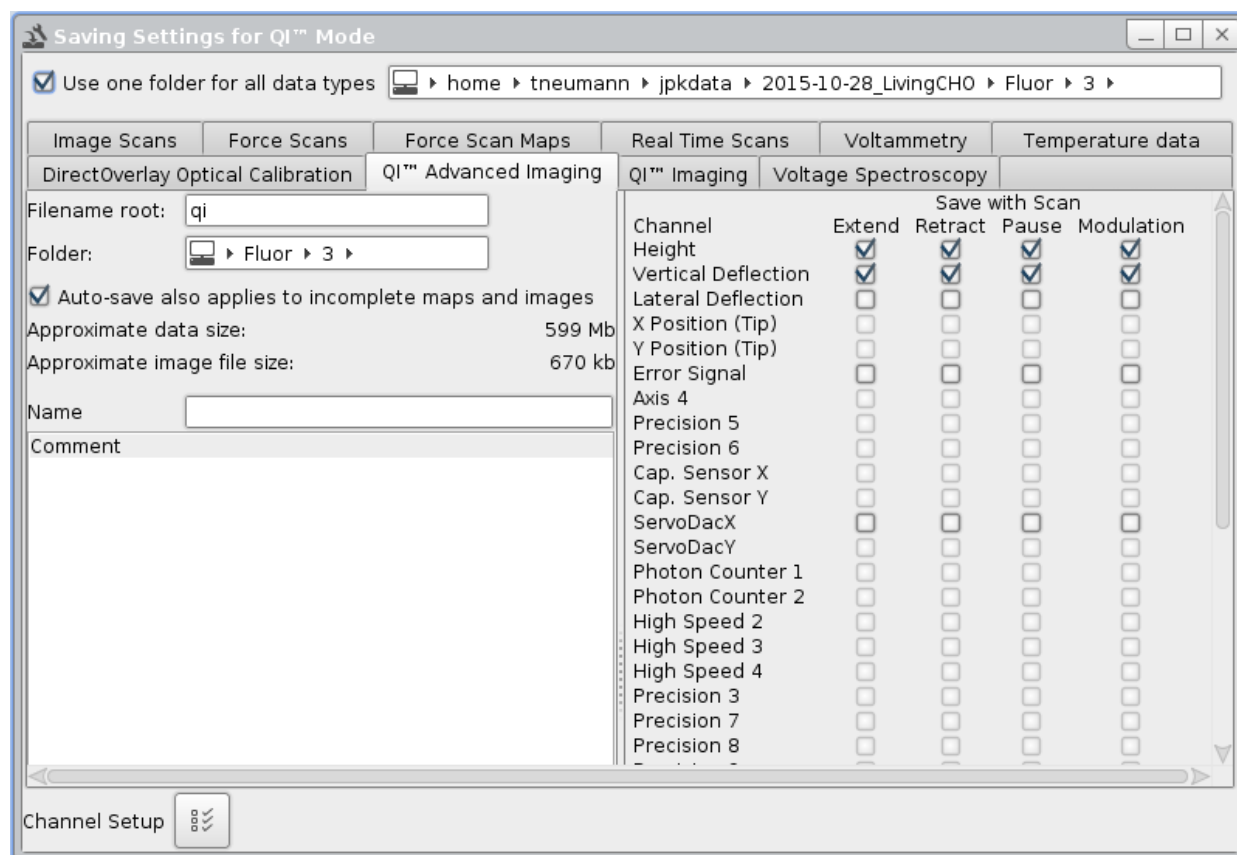 Saving Settings for QI™ Mode
Use one folder for all data types home tneumann jpkdata 2015-10-28_LivingCHO Fluor 3
Image Scans Force Scans Force Scan Maps Real Time Scans Voltammetry Temperature data
DirectOverlay Optical Calibration QI™ Advanced Imaging QI™ Imaging Voltage Spectroscopy
Filename root: qi
Folder: Fluor 3
Auto-save also applies to incomplete maps and images
Approximate data size: 599 Mb
Approximate image file size: 670 kb
Name
Comment
Save with Scan
Channel Extend Retract Pause Modulation
Height
Vertical Deflection
Lateral Deflection
X Position (Tip)
Y Position (Tip)
Error Signal
Axis 4
Precision 5
Precision 6
Cap. Sensor X
Cap. Sensor Y
ServoDacX
ServoDacY
Photon Counter 1
Photon Counter 2
High Speed 2
High Speed 3
High Speed 4
Precision 3
Precision 7
Precision 8
Channel Setup